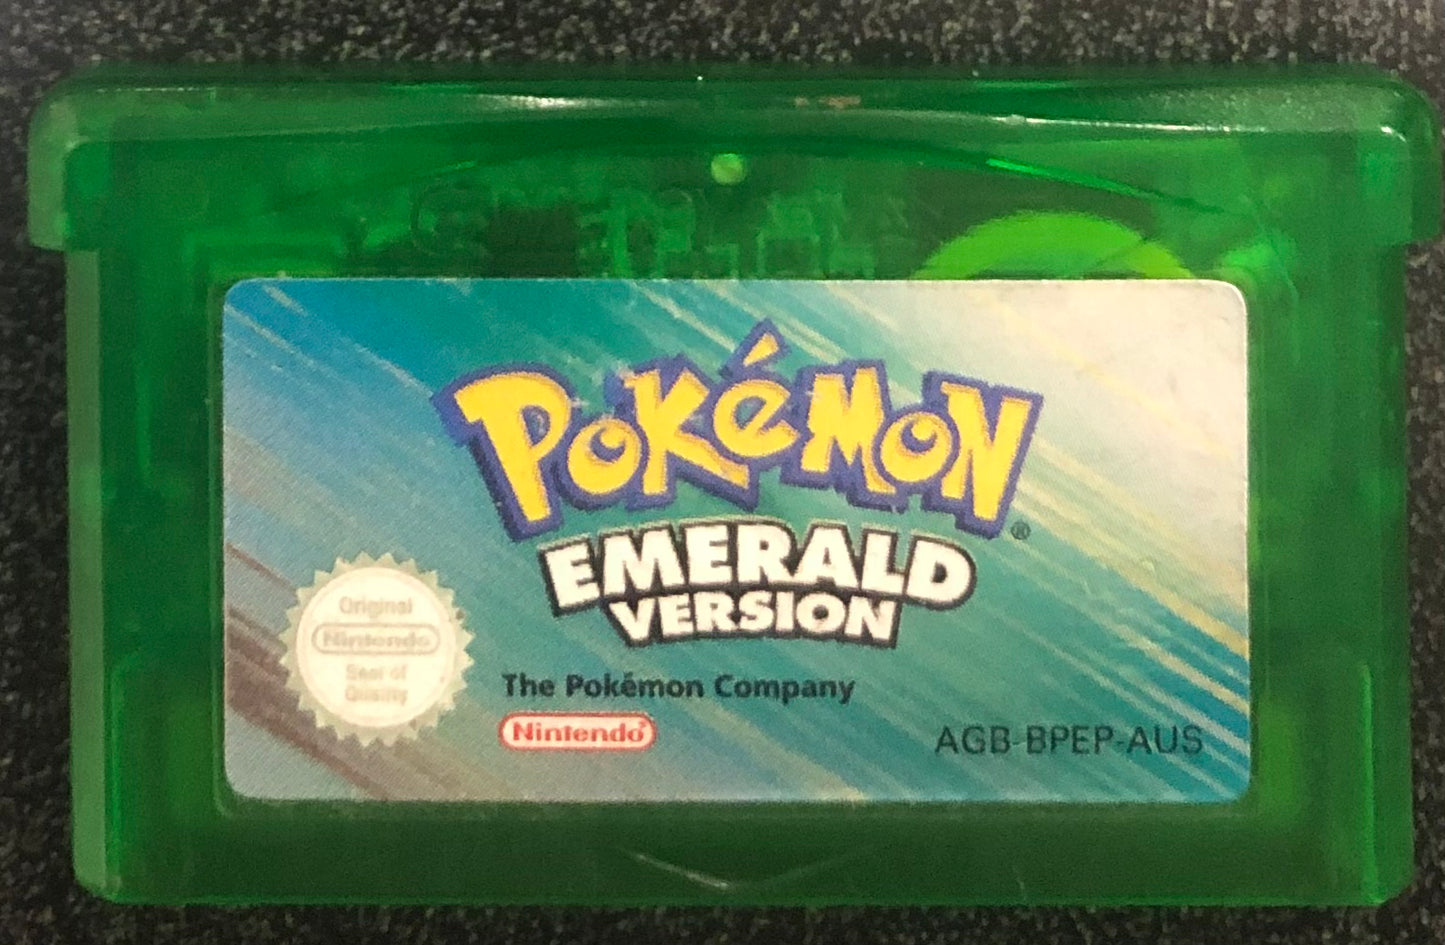 POKéMON
®
EMERALD
VERSION
Original
Nintendo
Seal of
Quality
The Pokémon Company
Nintendo®
AGB-BPEP-AUS